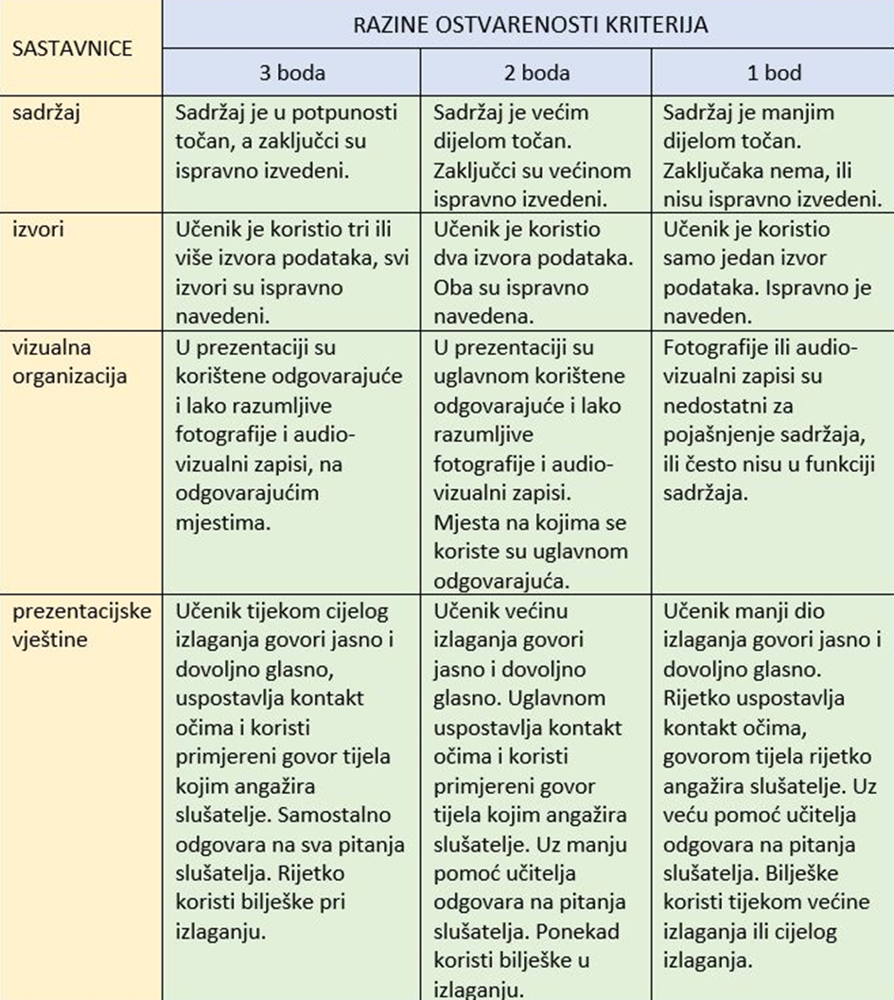 SASTAVNICE
RAZINE OSTVARENOSTI KRITERIJA
3 boda
2 boda
1 bod
sadržaj
Sadržaj je u potpunosti
točan, a zaključci su
ispravno izvedeni.
Sadržaj je većim
dijelom točan.
Zaključci su većinom
ispravno izvedeni.
Sadržaj je manjim
dijelom točan.
Zaključaka nema, ili
nisu ispravno izvedeni.
izvori
Učenik je koristio tri ili
više izvora podataka, svi
izvori su ispravno
navedeni.
Učenik je koristio
dva izvora podataka.
Oba su ispravno
navedena.
Učenik je koristio
samo jedan izvor
podataka. Ispravno je
naveden.
vizualna
organizacija
U prezentaciji su
korištene odgovarajuće
i lako razumljive
fotografije i audio-
vizualni zapisi, na
odgovarajućim
mjestima.
U prezentaciji su
uglavnom korištene
odgovarajuće i lako
razumljive
fotografije i audio-
vizualni zapisi.
Mjesta na kojima se
koriste su uglavnom
odgovarajuća.
Fotografije ili audio-
vizualni zapisi su
nedostatni za
pojašnjenje sadržaja,
ili često nisu u funkciji
sadržaja.
prezentacijske
vještine
Učenik tijekom cijelog
izlaganja govori jasno i
dovoljno glasno,
uspostavlja kontakt
očima i koristi
primjereni govor tijela
kojim angažira
slušatelje. Samostalno
odgovara na sva pitanja
slušatelja. Rijetko
koristi bilješke pri
izlaganju.
Učenik većinu
izlaganja govori
jasno i dovoljno
glasno. Uglavnom
uspostavlja kontakt
očima i koristi
primjereni govor
tijela kojim angažira
slušatelje. Uz manju
pomoć učitelja
odgovara na pitanja
slušatelja. Ponekad
koristi bilješke u
izlaganju.
Učenik manji dio
izlaganja govori jasno i
dovoljno glasno.
Rijetko uspostavlja
kontakt očima,
govorom tijela rijetko
angažira slušatelje. Uz
veću pomoć učitelja
odgovara na pitanja
slušatelja. Bilješke
koristi tijekom većine
izlaganja ili cijelog
izlaganja.